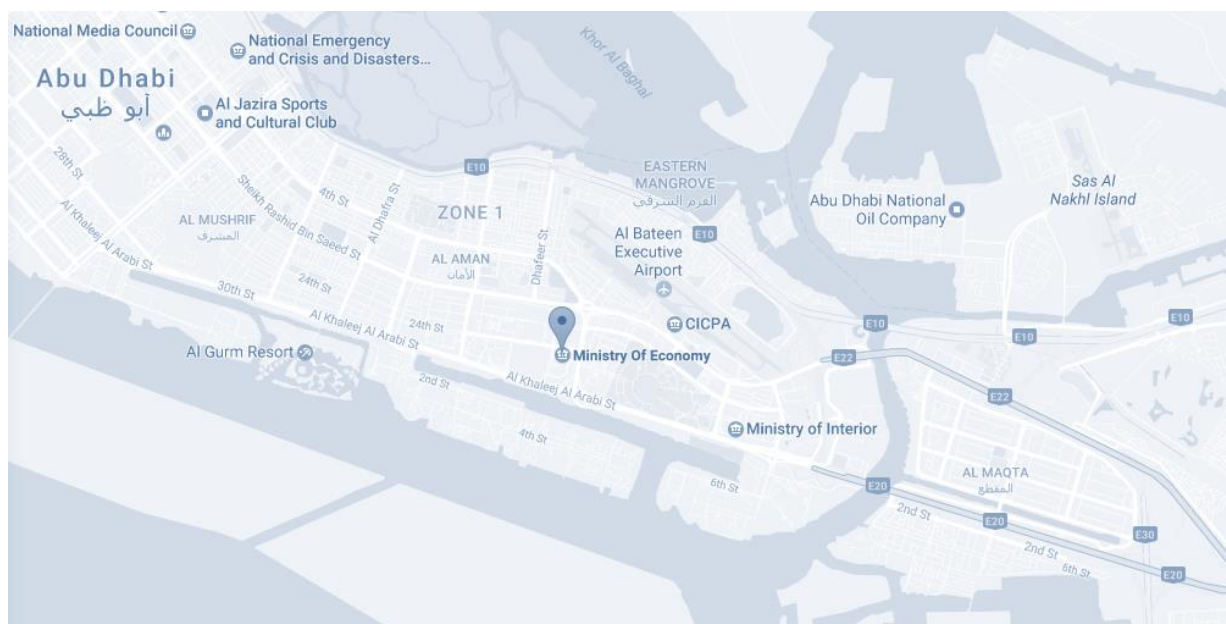 National Media Council
National Emergency
and Crisis and Disasters...
Abu Dhabi
أبو ظبي
Al Jazira Sports
and Cultural Club
Khor Al Baghal
28th St
E10
EASTERN
MANGROVE
القرم الشرقي
Sas Al
Nakhl Island
Abu Dhabi National
Oil Company
4th St
Al Dhafra St
ZONE 1
Sheikh Rashid Bin Saeed St
AL MUSHRIF
المشرف
Al Khaleej Al Arabi St
Dhafeer St
Al Bateen
Executive
Airport
E10
AL AMAN
الأمان
24th St
30th St
24th St
Al Khaleej Al Arabi St
CICPA
E10
E10
E10
Al Gurm Resort
Ministry Of Economy
E22
2nd St
Al Khaleej Al Arabi St
E22
4th St
Ministry of Interior
6th St
AL MAQTA
المقطع
E20
2nd St
E20
E30
2nd St
6th St
E20